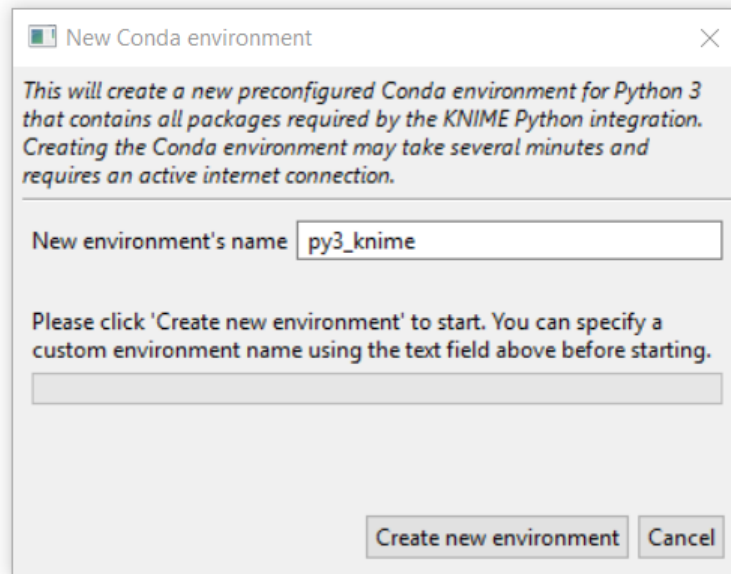 New Conda environment
This will create a new preconfigured Conda environment for Python 3
that contains all packages required by the KNIME Python integration.
Creating the Conda environment may take several minutes and
requires an active internet connection.
New environment's name py3_knime
Please click 'Create new environment' to start. You can specify a
custom environment name using the text field above before starting.
Create new environment Cancel